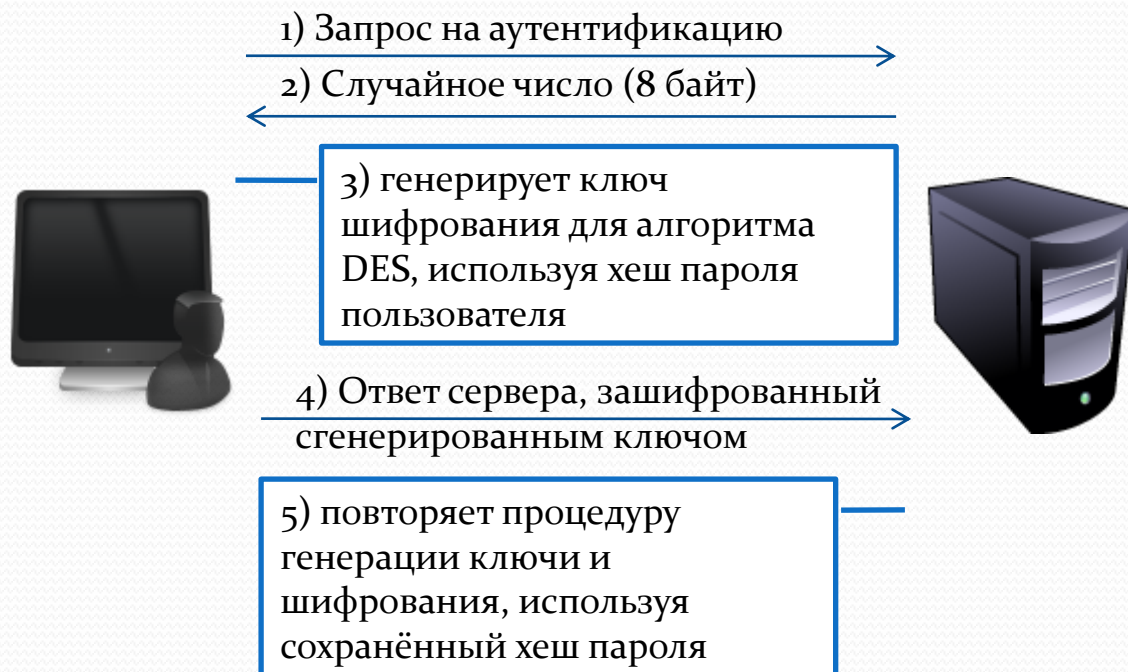 1) Запрос на аутентификацию
2) Случайное число (8 байт)
3) генерирует ключ
шифрования для алгоритма
DES, используя хеш пароля
пользователя
4) Ответ сервера, зашифрованный
сгенерированным ключом
5) повторяет процедуру
генерации ключи и
шифрования, используя
сохранённый хеш пароля